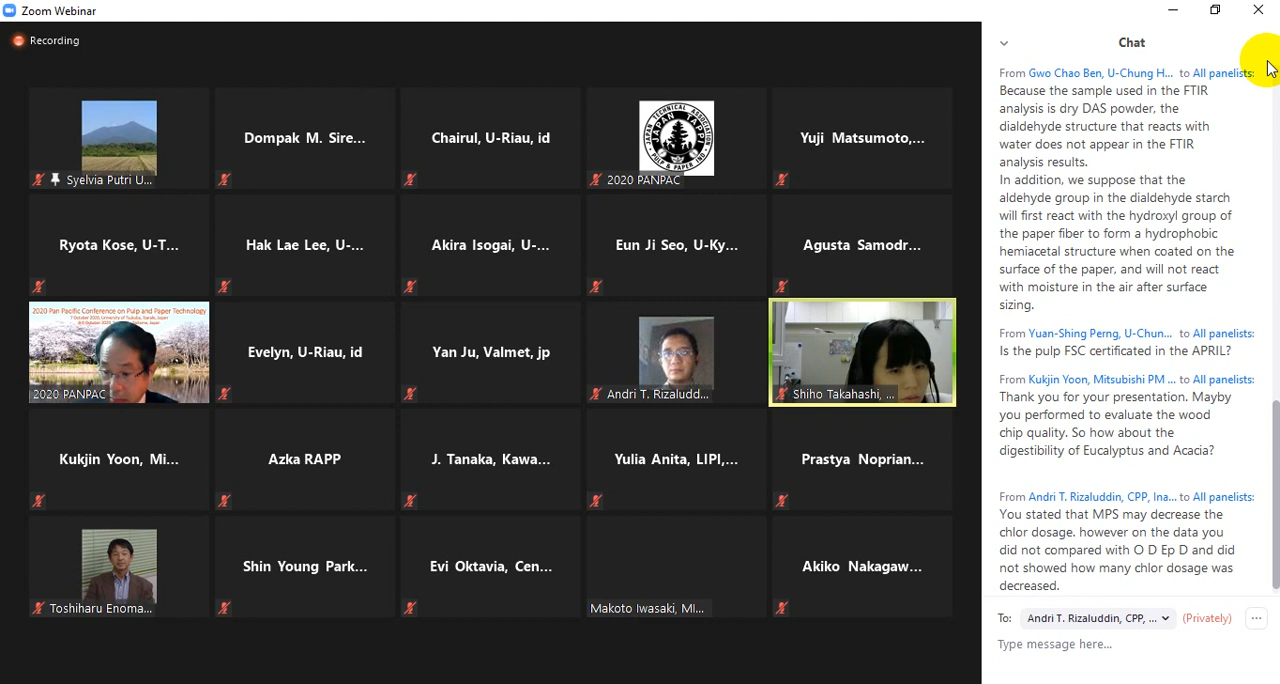 Zoom Webinar
Recording
Syelvia Putri U...
Dompak M. Sire...
Chairul, U-Riau, id
JAPAN TAPPI
2020 PANPAC
Yuji Matsumoto,...
Ryota Kose, U-T...
Hak Lae Lee, U-...
Akira Isogai, U-...
Eun Ji Seo, U-Ky...
Agusta Samodr...
2020 Pan Pacific Conference on Pulp and Paper Technology
2020 PANPAC
Evelyn, U-Riau, id
Yan Ju, Valmet, jp
Andri T. Rizaludd...
Shiho Takahashi, ...
Kukjin Yoon, Mi...
Azka RAPP
J. Tanaka, Kawa...
Yulia Anita, LIPI,...
Prastya Noprian...
Toshiharu Enoma...
Shin Young Park...
Evi Oktavia, Cen...
Makoto Iwasaki, MI...
Akiko Nakagaw...
Chat
From Gwo Chao Ben, U-Chung H... to All panelists:
Because the sample used in the FTIR
analysis is dry DAS powder, the
dialdehyde structure that reacts with
water does not appear in the FTIR
analysis results.
In addition, we suppose that the
aldehyde group in the dialdehyde starch
will first react with the hydroxyl group of
the paper fiber to form a hydrophobic
hemiacetal structure when coated on the
surface of the paper, and will not react
with moisture in the air after surface
sizing.
From Yuan-Shing Perng, U-Chun... to All panelists:
Is the pulp FSC certificated in the APRIL?
From Kukjin Yoon, Mitsubishi PM ... to All panelists:
Thank you for your presentation. Mayby
you performed to evaluate the wood
chip quality. So how about the
digestibility of Eucalyptus and Acacia?
From Andri T. Rizaluddin, CPP, Ina... to All panelists:
You stated that MPS may decrease the
chlor dosage. however on the data you
did not compared with O D Ep D and did
not showed how many chlor dosage was
decreased.
To: Andri T. Rizaluddin, CPP, ... (Privately) ...
Type message here...